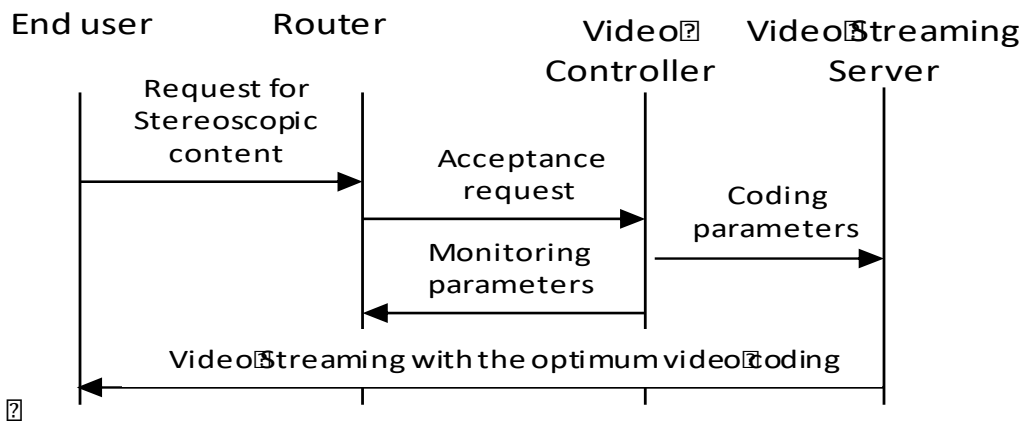 End user
Router
Video
Controller
Video Streaming
Server
Request for
Stereoscopic
content
Acceptance
request
Coding
parameters
Monitoring
parameters
Video Streaming with the optimum video coding